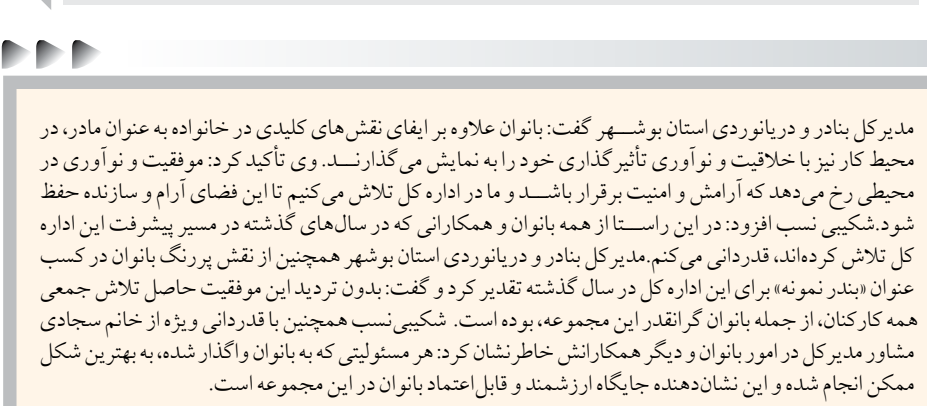 مدیرکل بنادر و دریانوردی استان بوشهر گفت: بانوان علاوه بر ایفای نقش‌های کلیدی در خانواده به عنوان مادر، در
محیط کار نیز با خلاقیت و نوآوری تأثیرگذاری خود را به نمایش می‌گذارند. وی تأکید کرد: موفقیت و نوآوری در
محیطی رخ می‌دهد که آرامش و امنیت برقرار باشد و ما در اداره کل تلاش می‌کنیم تا این فضای آرام و سازنده حفظ
شود.شکیبی نسب افزود: در این راستا از همه بانوان و همکارانی که در سال‌های گذشته در مسیر پیشرفت این اداره
کل تلاش کرده‌اند، قدردانی می‌کنم.مدیرکل بنادر و دریانوردی استان بوشهر همچنین از نقش پررنگ بانوان در کسب
عنوان «بندر نمونه» برای این اداره کل در سال گذشته تقدیر کرد و گفت: بدون تردید این موفقیت حاصل تلاش جمعی
همه کارکنان، از جمله بانوان گرانقدر این مجموعه، بوده است. شکیبی‌نسب همچنین با قدردانی ویژه از خانم سجادی
مشاور مدیرکل در امور بانوان و دیگر همکارانش خاطرنشان کرد: هر مسئولیتی که به بانوان واگذار شده، به بهترین شکل
ممکن انجام شده و این نشان‌دهنده جایگاه ارزشمند و قابل‌اعتماد بانوان در این مجموعه است.